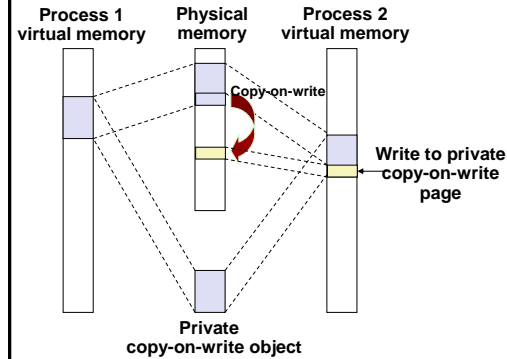 Process 1
virtual memory
Physical
memory
Process 2
virtual memory
Copy-on-write
Write to private
copy-on-write
page
Private
copy-on-write object